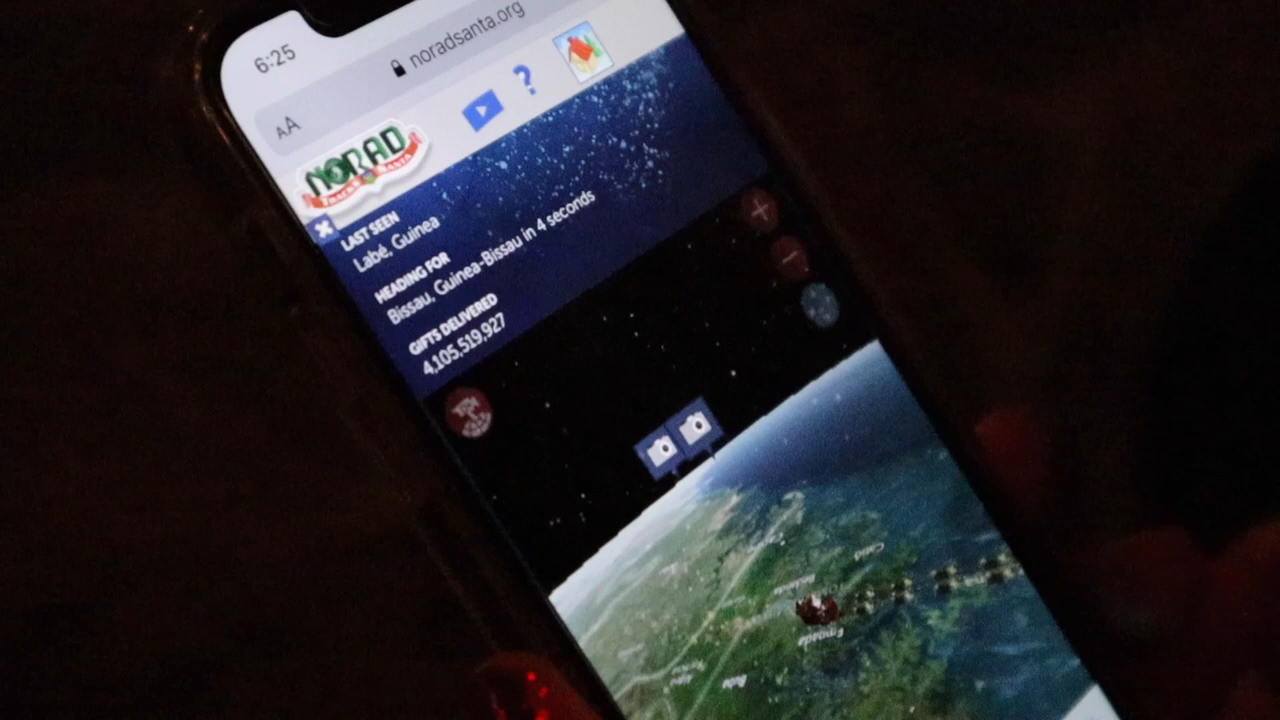 6:25
noradsanta.org
AA
?
NORAD
TRACKS SANTA
LAST SEEN
Labé, Guinea
HEADING FOR
Bissau, Guinea-Bissau in 4 seconds
GIFTS DELIVERED
4,105,519,927